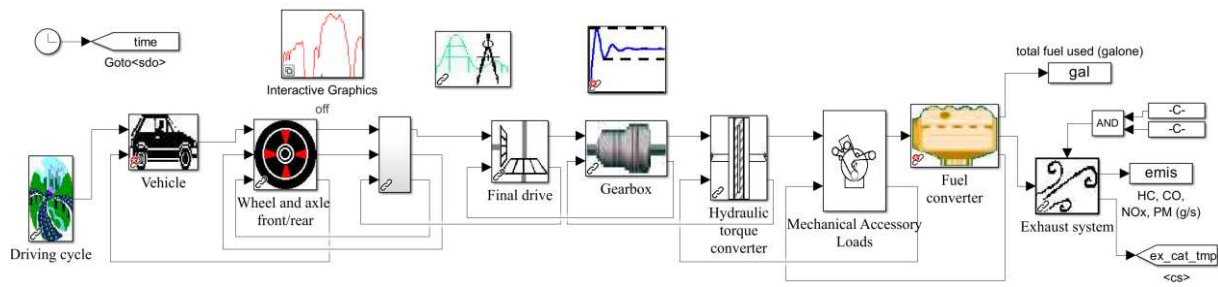 time
Goto<sdo>
Interactive Graphics
off
total fuel used (galone)
gal
AND
-C-
-C-
emis
HC, CO,
NOx, PM (g/s)
ex_cat_tmp
<cs>
Driving cycle
Vehicle
Wheel and axle
front/rear
Final drive
Gearbox
Hydraulic
torque
converter
Mechanical Accessory
Loads
Fuel
converter
Exhaust system